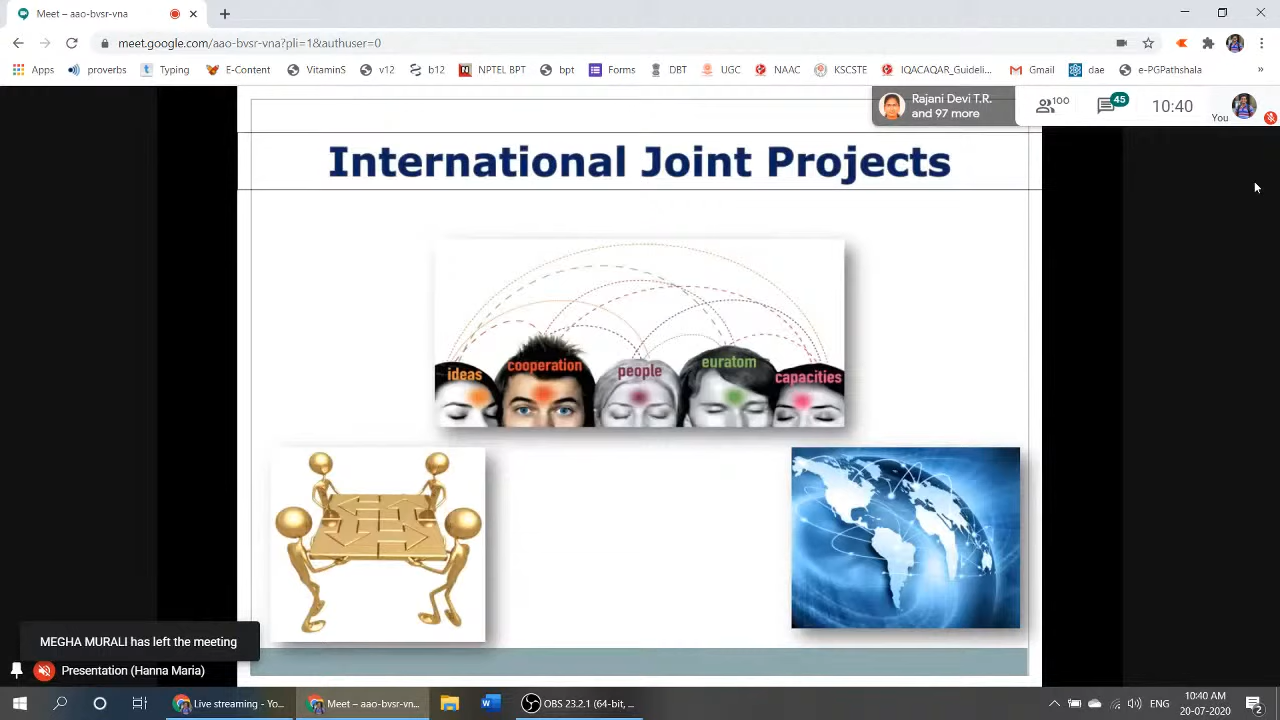 Meet – aao-bvsr-vna
meet.google.com/aao-bvsr-vna?pli=1&authuser=0
Apps proverbs Typing E-Content VitaminS v12 b12 NPTEL BPT bpt Forms DBT UGC NAAC KSCSTE IQACAQAR_Guideli... Gmail dae e-PGPathshala »
Rajani Devi T.R.
and 97 more
100
45
10:40
You
International Joint Projects
ideas
cooperation
people
euratom
capacities
MEGHA MURALI has left the meeting
Presentation (Hanna Maria)
Live streaming - Yo...
Meet – aao-bvsr-vn...
OBS 23.2.1 (64-bit, ...
ENG
10:40 AM
20-07-2020
2